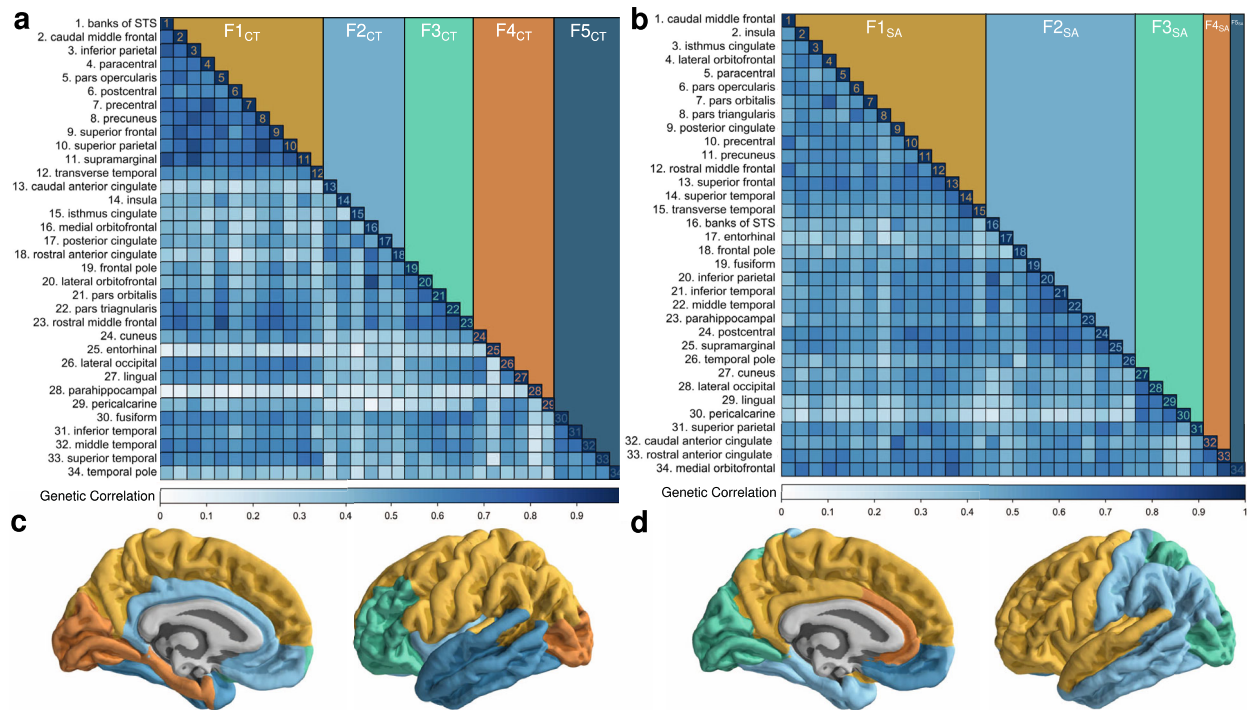 a
F1CT
F2CT
F3CT
F4CT
F5CT
1. banks of STS
2. caudal middle frontal
3. inferior parietal
4. paracentral
5. pars opercularis
6. postcentral
7. precentral
8. precuneus
9. superior frontal
10. superior parietal
11. supramarginal
12. transverse temporal
13. caudal anterior cingulate
14. insula
15. isthmus cingulate
16. medial orbitofrontal
17. posterior cingulate
18. rostral anterior cingulate
19. frontal pole
20. lateral orbitofrontal
21. pars orbitalis
22. pars triagnularis
23. rostral middle frontal
24. cuneus
25. entorhinal
26. lateral occipital
27. lingual
28. parahippocampal
29. pericalcarine
30. fusiform
31. inferior temporal
32. middle temporal
33. superior temporal
34. temporal pole
1
2
3
4
5
6
7
8
9
10
11
12
13
14
15
16
17
18
19
20
21
22
23
24
25
26
27
28
29
30
31
32
33
34
Genetic Correlation
0 0.1 0.2 0.3 0.4 0.5 0.6 0.7 0.8 0.9
b
F1SA
F2SA
F3SA
F4SA
F5SA
1. caudal middle frontal
2. insula
3. isthmus cingulate
4. lateral orbitofrontal
5. paracentral
6. pars opercularis
7. pars orbitalis
8. pars triangularis
9. posterior cingulate
10. precentral
11. precuneus
12. rostral middle frontal
13. superior frontal
14. superior temporal
15. transverse temporal
16. banks of STS
17. entorhinal
18. frontal pole
19. fusiform
20. inferior parietal
21. inferior temporal
22. middle temporal
23. parahippocampal
24. postcentral
25. supramarginal
26. temporal pole
27. cuneus
28. lateral occipital
29. lingual
30. pericalcarine
31. superior parietal
32. caudal anterior cingulate
33. rostral anterior cingulate
34. medial orbitofrontal
1
2
3
4
5
6
7
8
9
10
11
12
13
14
15
16
17
18
19
20
21
22
23
24
25
26
27
28
29
30
31
32
33
34
Genetic Correlation
0 0.1 0.2 0.3 0.4 0.5 0.6 0.7 0.8 0.9 1
c
d